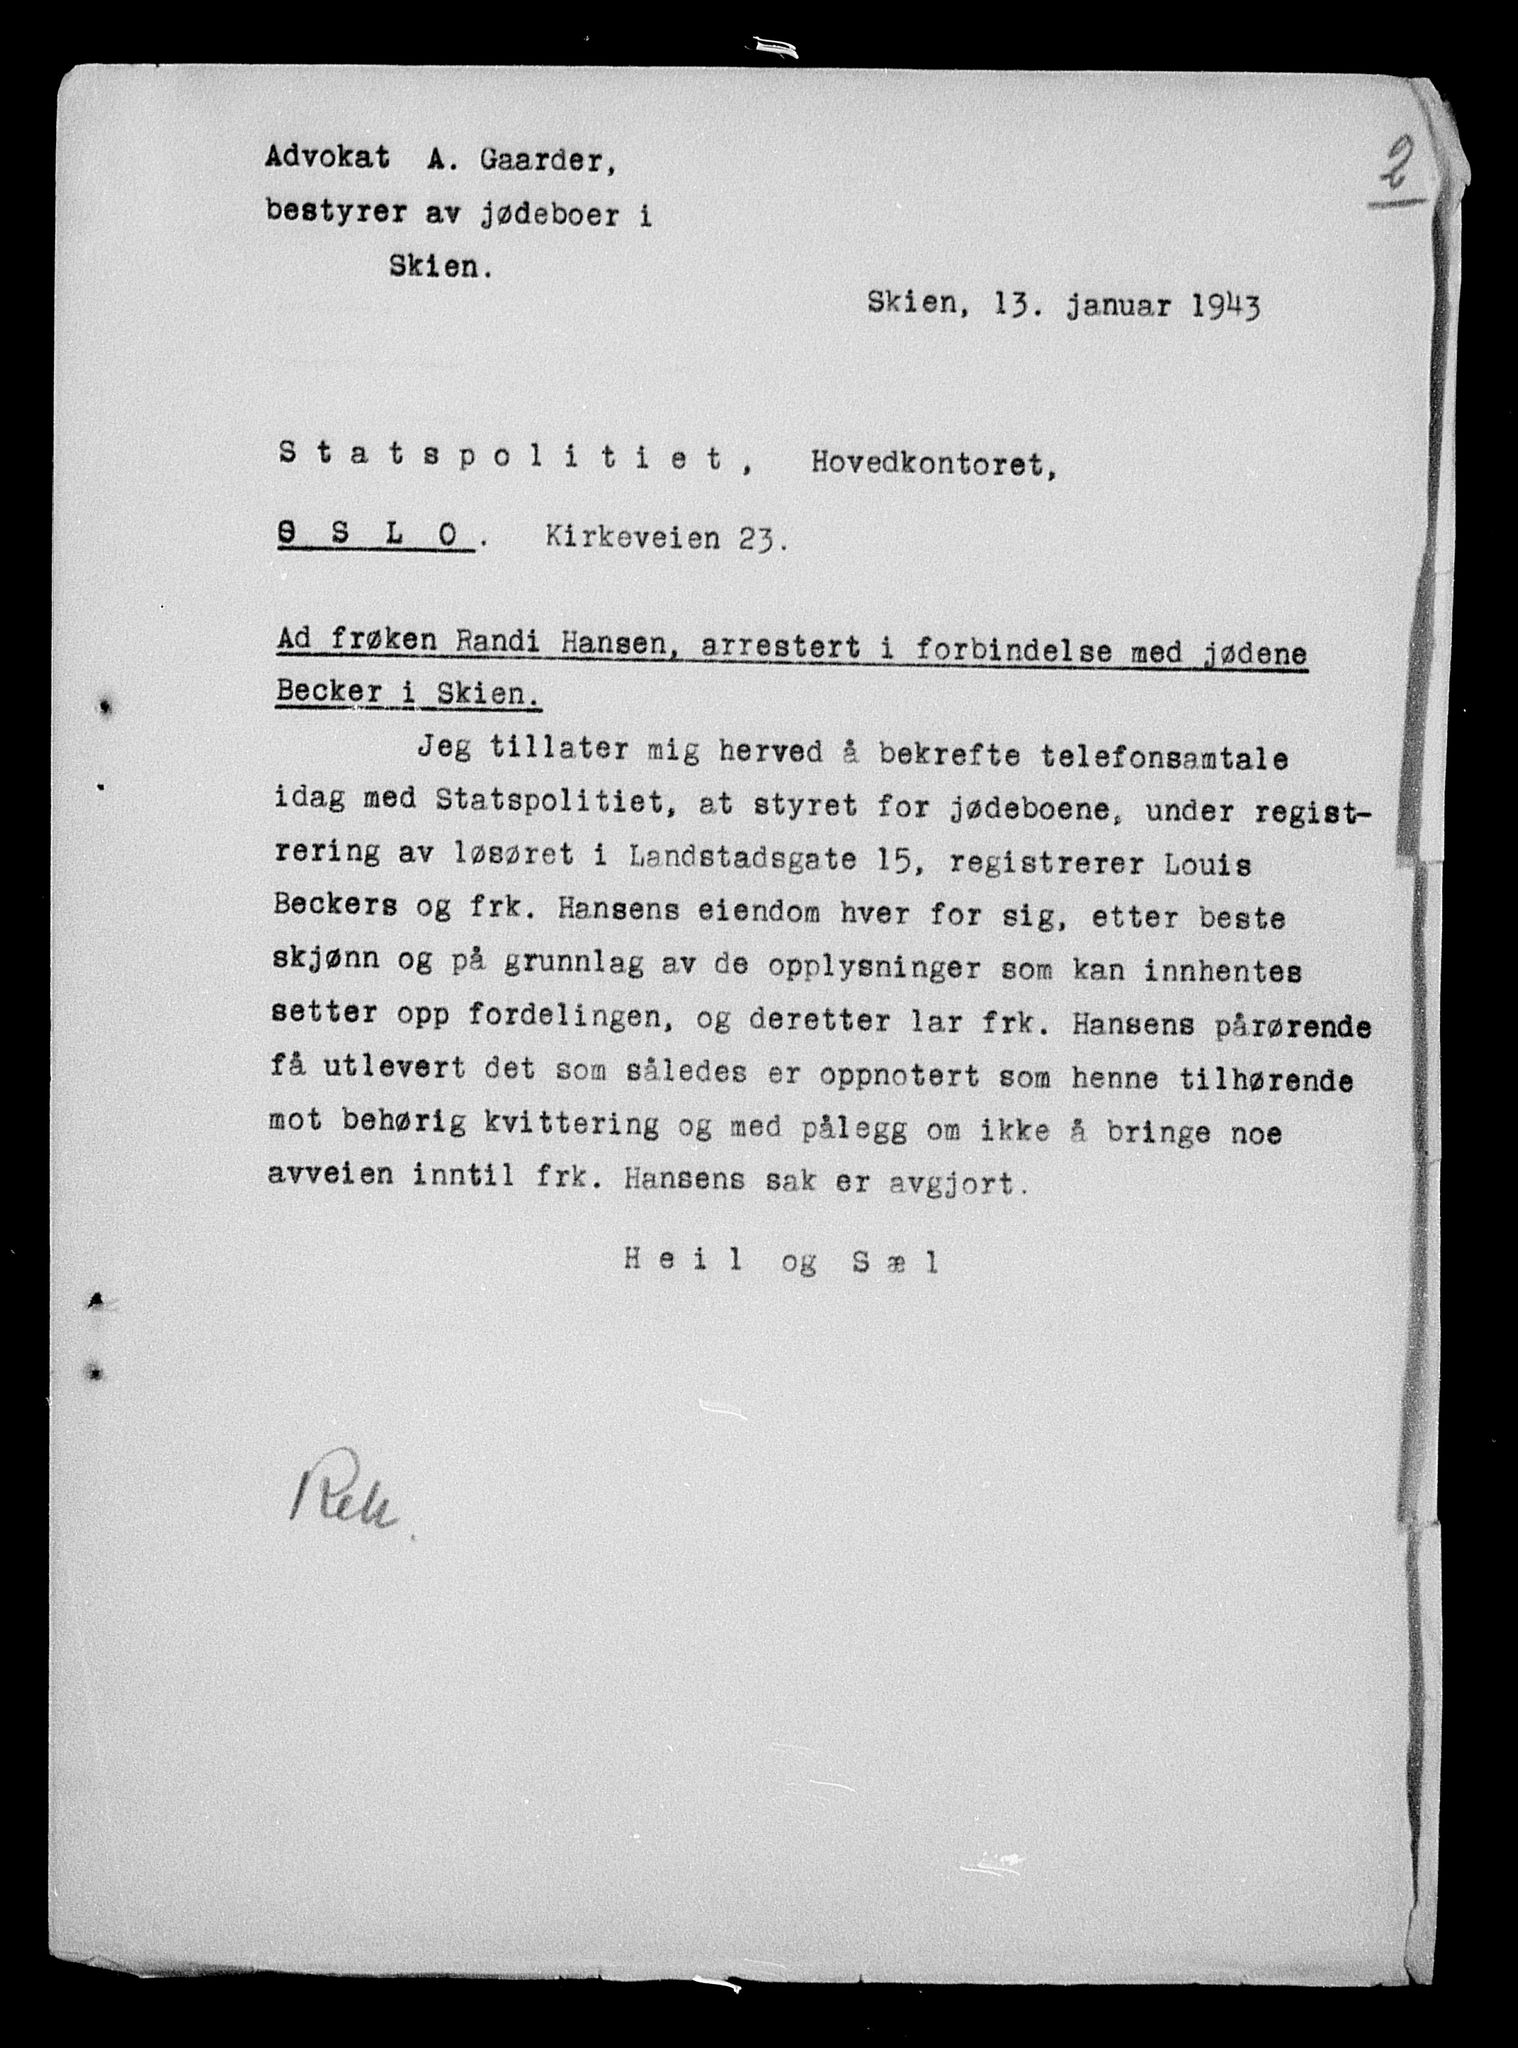 2
Advokat A. Gaarder,
bestyrer av jødeboer i
Skien.
Skien, 13. januar 1943
Statspolitiet, Hovedkontoret,
OSLO. Kirkeveien 23.
Ad frøken Randi Hansen, arrestert i forbindelse med jødene
Becker i Skien.
Jeg tillater mig herved å bekrefte telefonsamtale
idag med Statspolitiet, at styret for jødeboene, under regist-
rering av løsøret i Landstadsgate 15, registrerer Louis
Beckers og frk. Hansens eiendom hver for sig, etter beste
skjønn og på grunnlag av de opplysninger som kan innhentes
setter opp fordelingen, og deretter lar frk. Hansens pårørende
få utlevert det som således er oppnotert som henne tilhørende
mot behørig kvittering og med pålegg om ikke å bringe noe
avveien inntil frk. Hansens sak er avgjort.
Heil og Sæl